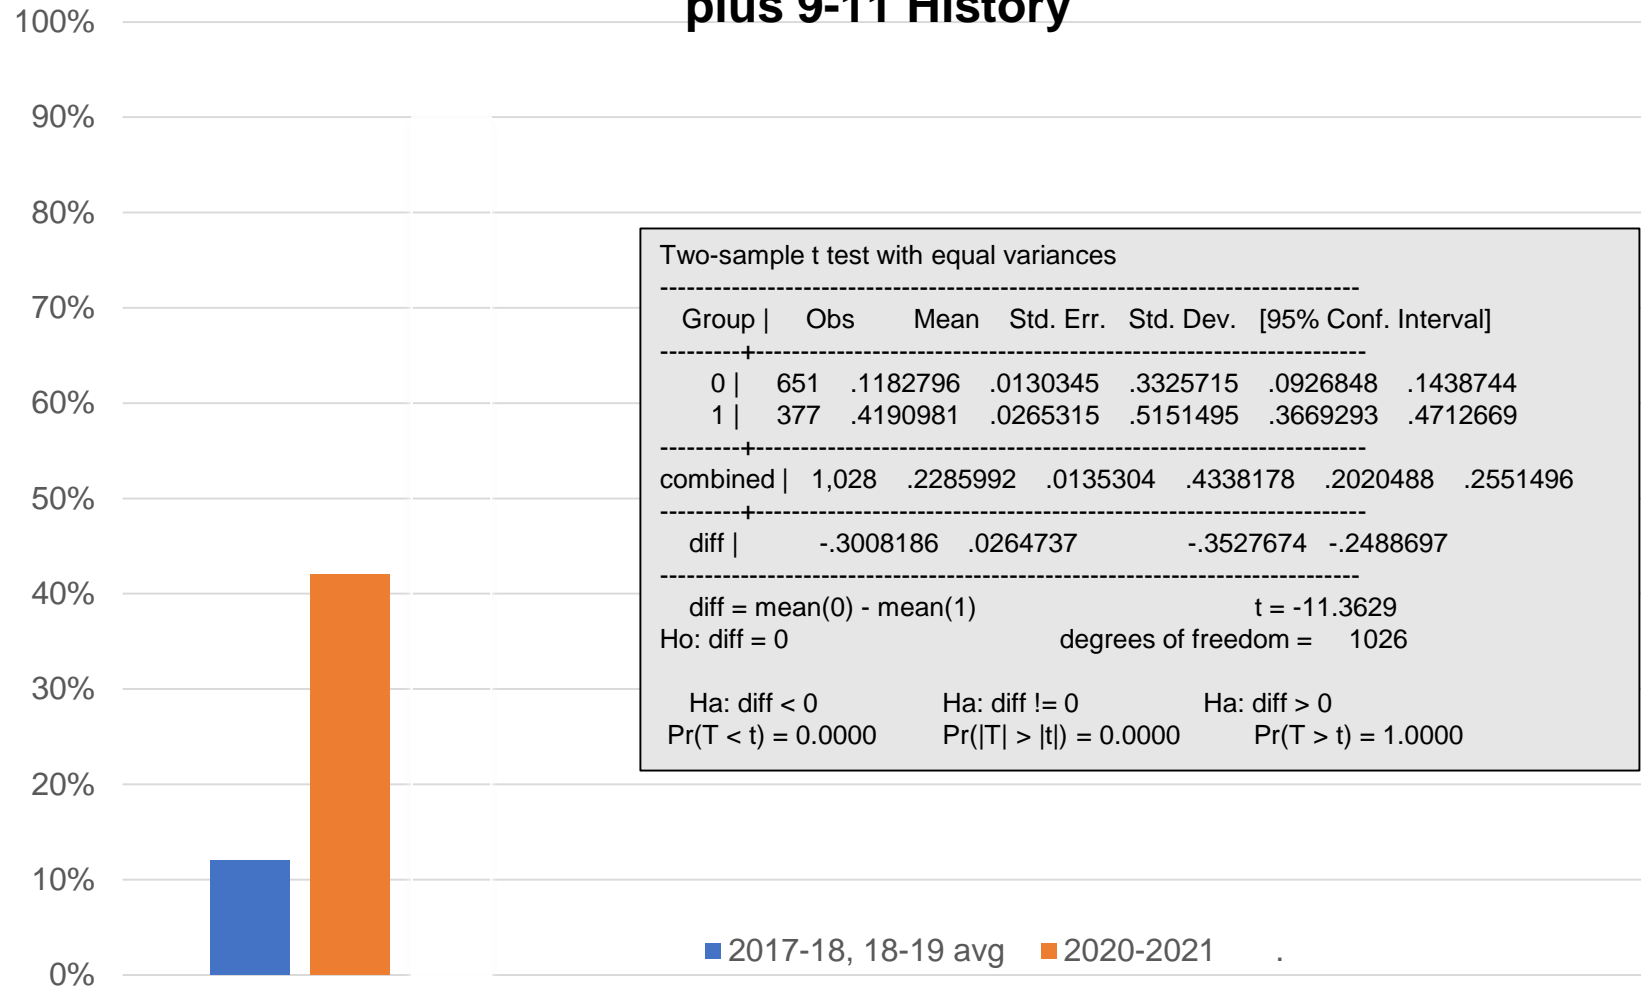 plus 9-11 History
100%
90%
80%
70%
60%
50%
40%
30%
20%
10%
0%
Two-sample t test with equal variances
------------------------------------------------------------------------------
Group | Obs Mean Std. Err. Std. Dev. [95% Conf. Interval]
---------+--------------------------------------------------------------------
0 | 651 .1182796 .0130345 .3325715 .0926848 .1438744
1 | 377 .4190981 .0265315 .5151495 .3669293 .4712669
---------+--------------------------------------------------------------------
combined | 1,028 .2285992 .0135304 .4338178 .2020488 .2551496
---------+--------------------------------------------------------------------
diff | -.3008186 .0264737 -.3527674 -.2488697
------------------------------------------------------------------------------
diff = mean(0) - mean(1) t = -11.3629
Ho: diff = 0 degrees of freedom = 1026
Ha: diff < 0 Ha: diff != 0 Ha: diff > 0
Pr(T < t) = 0.0000 Pr(|T| > |t|) = 0.0000 Pr(T > t) = 1.0000
2017-18, 18-19 avg 2020-2021 .